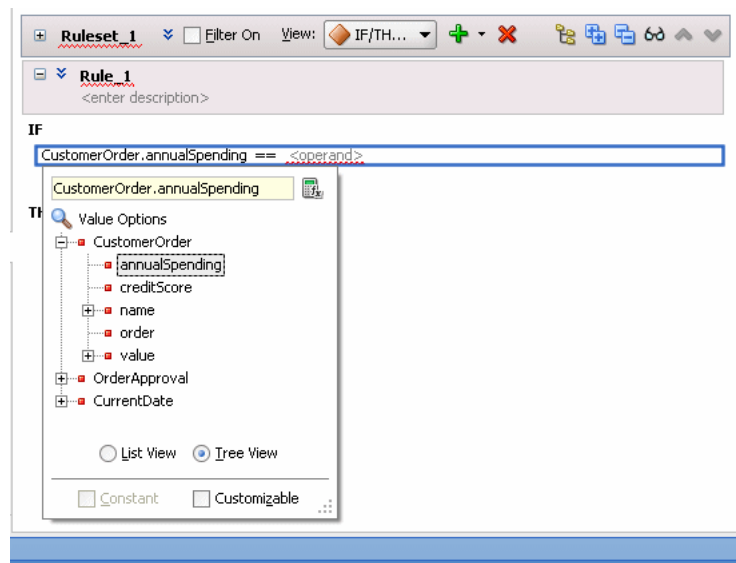 Ruleset_1 Filter On View: IF/TH...
Rule_1
<enter description>
IF
CustomerOrder.annualSpending == <operand>
CustomerOrder.annualSpending
TH
Value Options
CustomerOrder
annualSpending
creditScore
name
order
value
OrderApproval
CurrentDate
List View Tree View
Constant Customizable